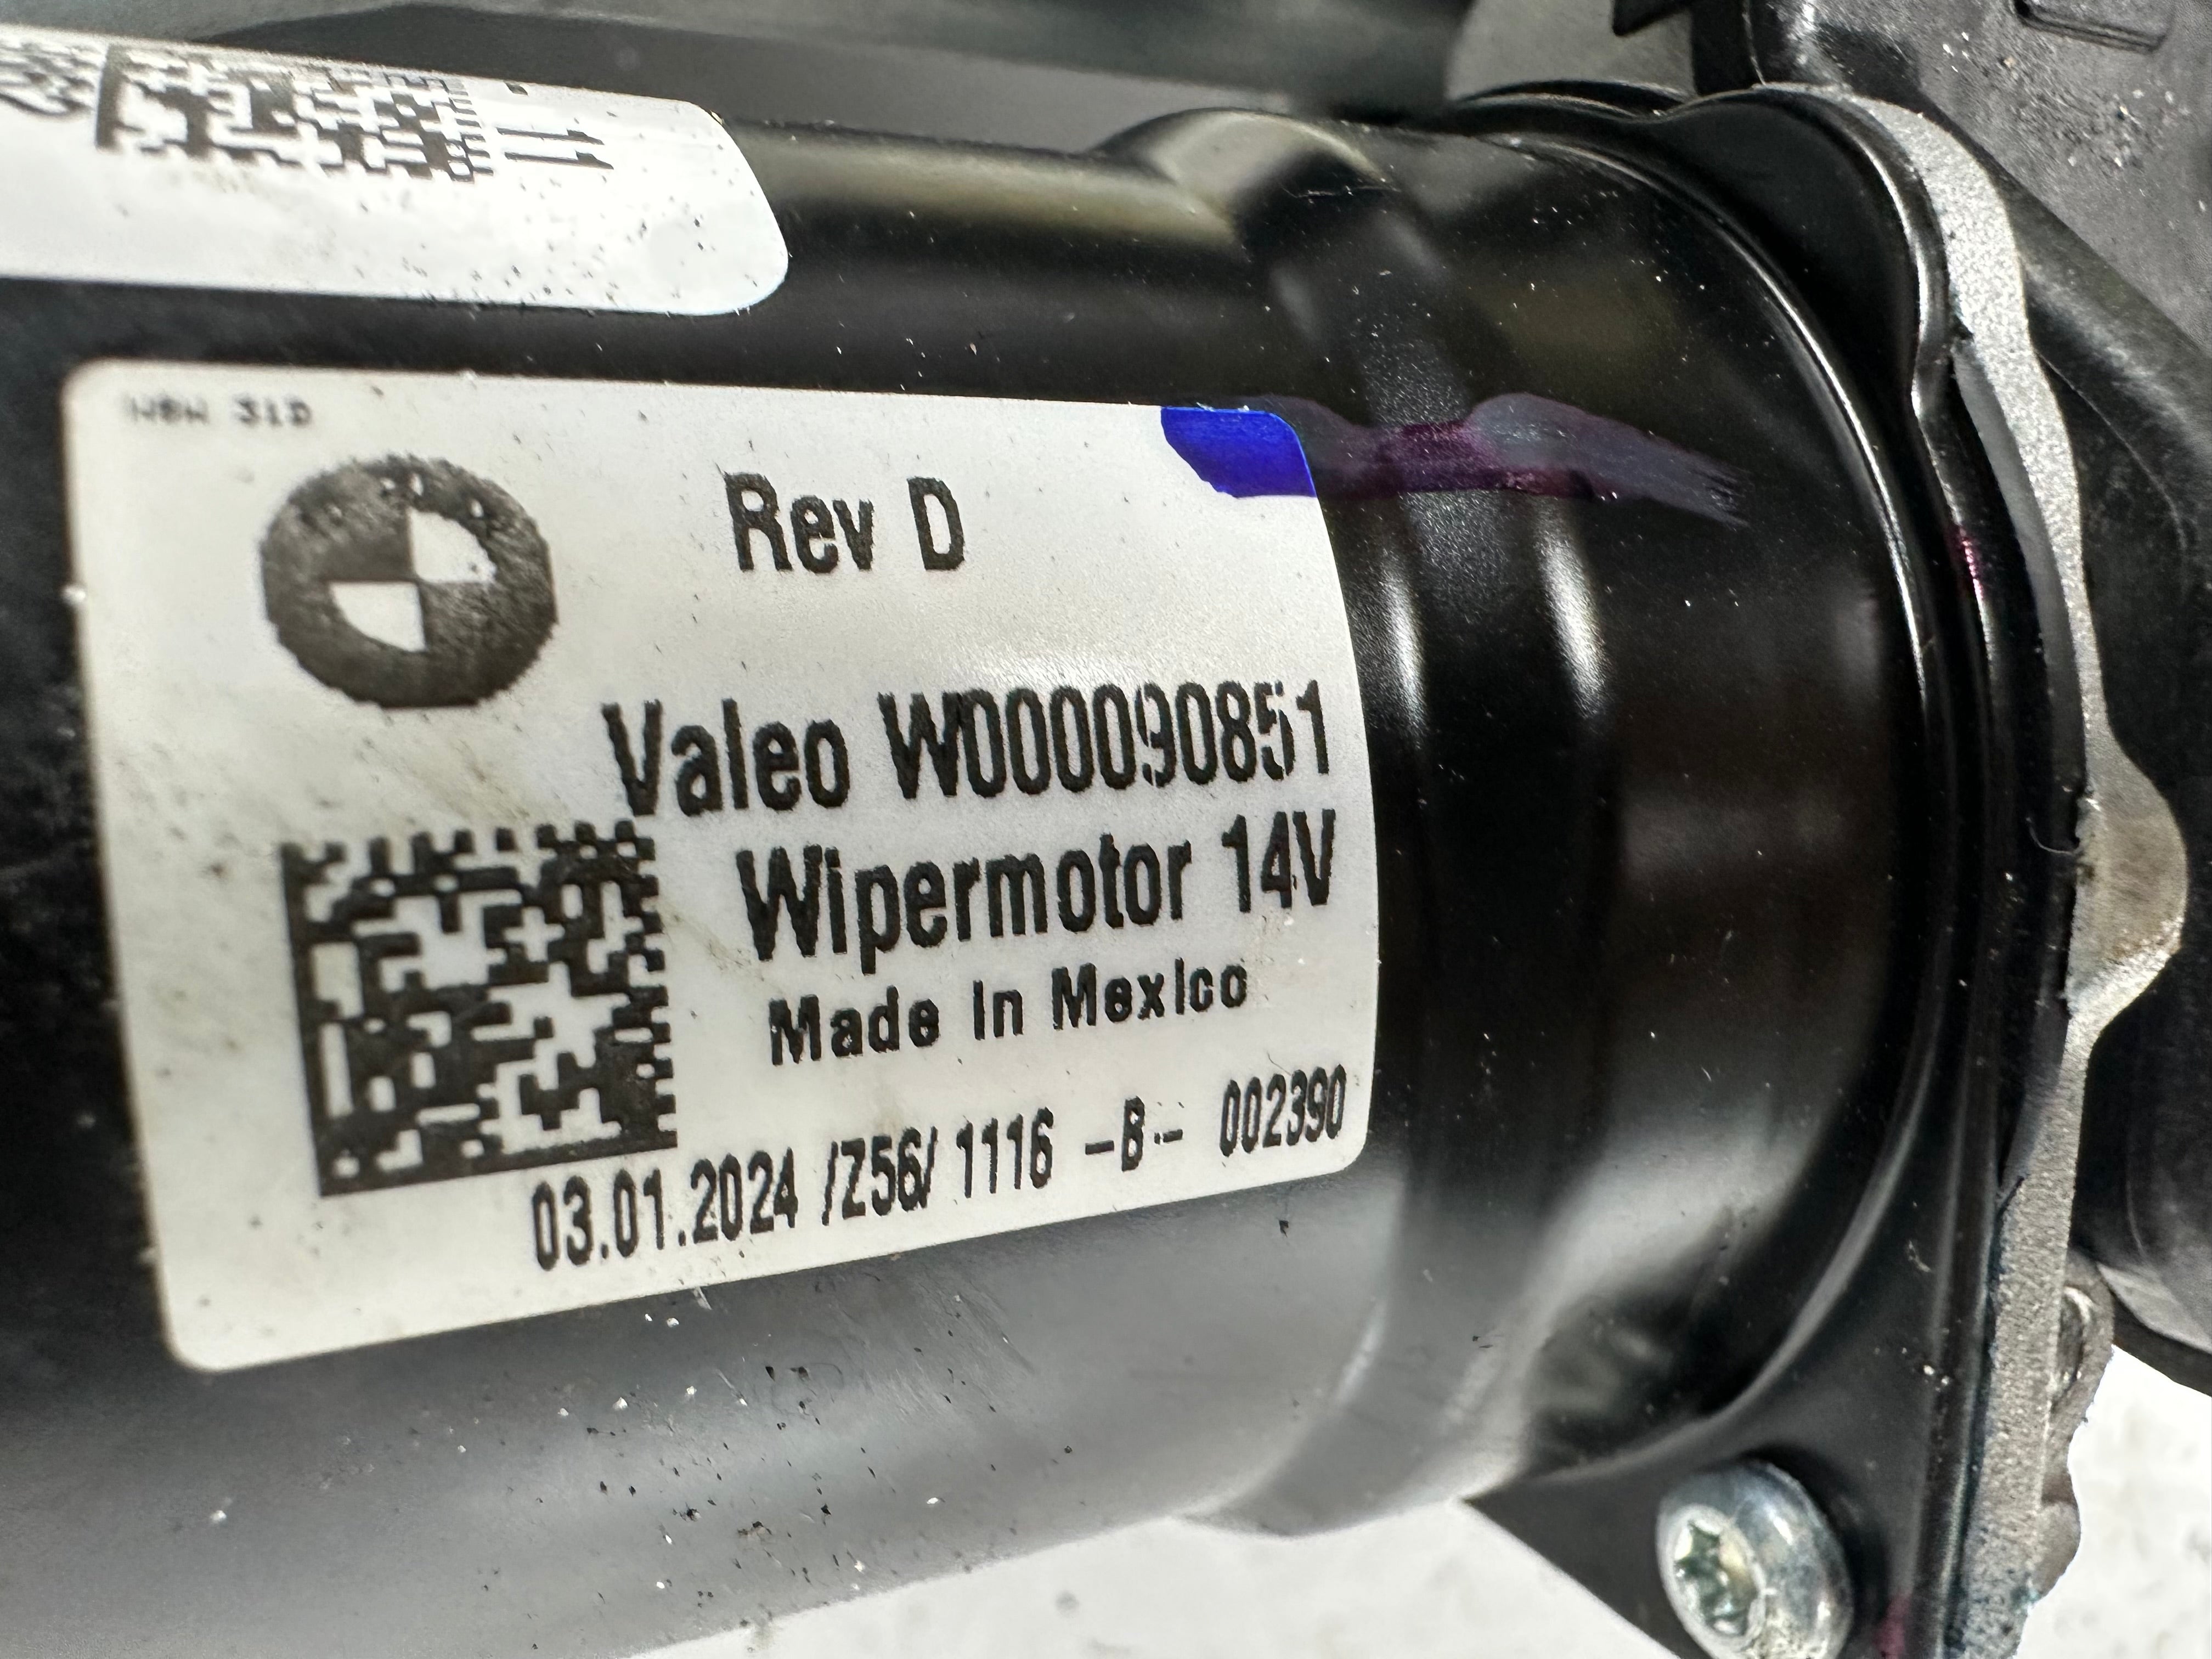 Rev D
Valeo W000090851
Wipermotor 14V
Made In Mexico
03.01.2024 /Z56/ 1116 -B-- 002390